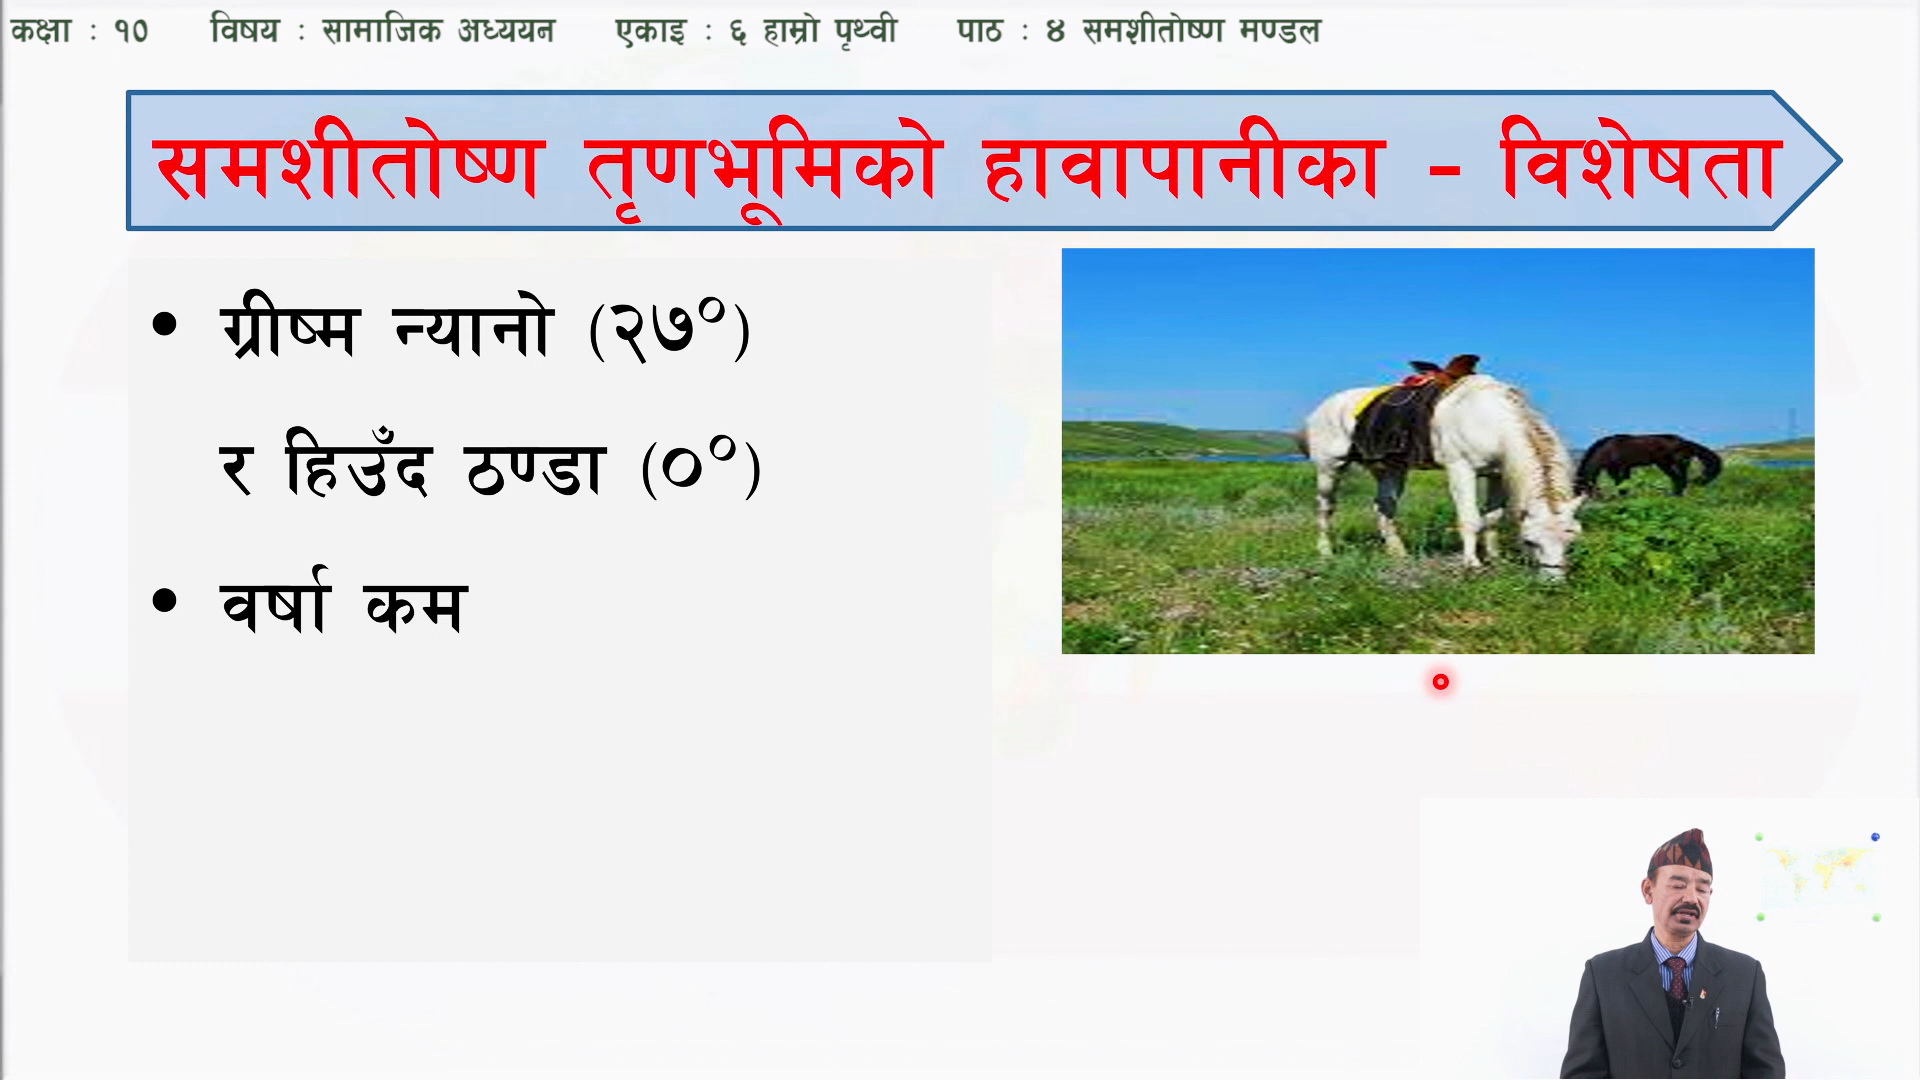 कक्षा : १० विषय : सामाजिक अध्ययन एकाइ : ६ हाम्रो पृथ्वी पाठ : ४ समशीतोष्ण मण्डल
समशीतोष्ण तृणभूमिको हावापानीका - विशेषता
• ग्रीष्म न्यानो (२७°)
र हिउँद ठण्डा (०°)
• वर्षा कम